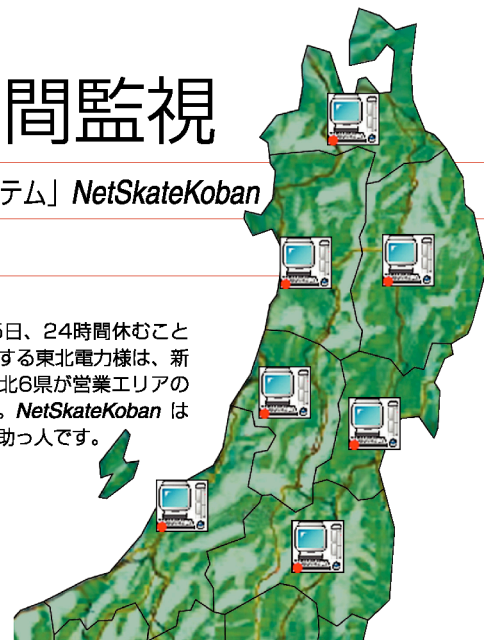 間監視
テム」NetSkateKoban
5日、24時間休むこと
する東北電力様は、新
北6県が営業エリアの
。NetSkateKoban は
助っ人です。